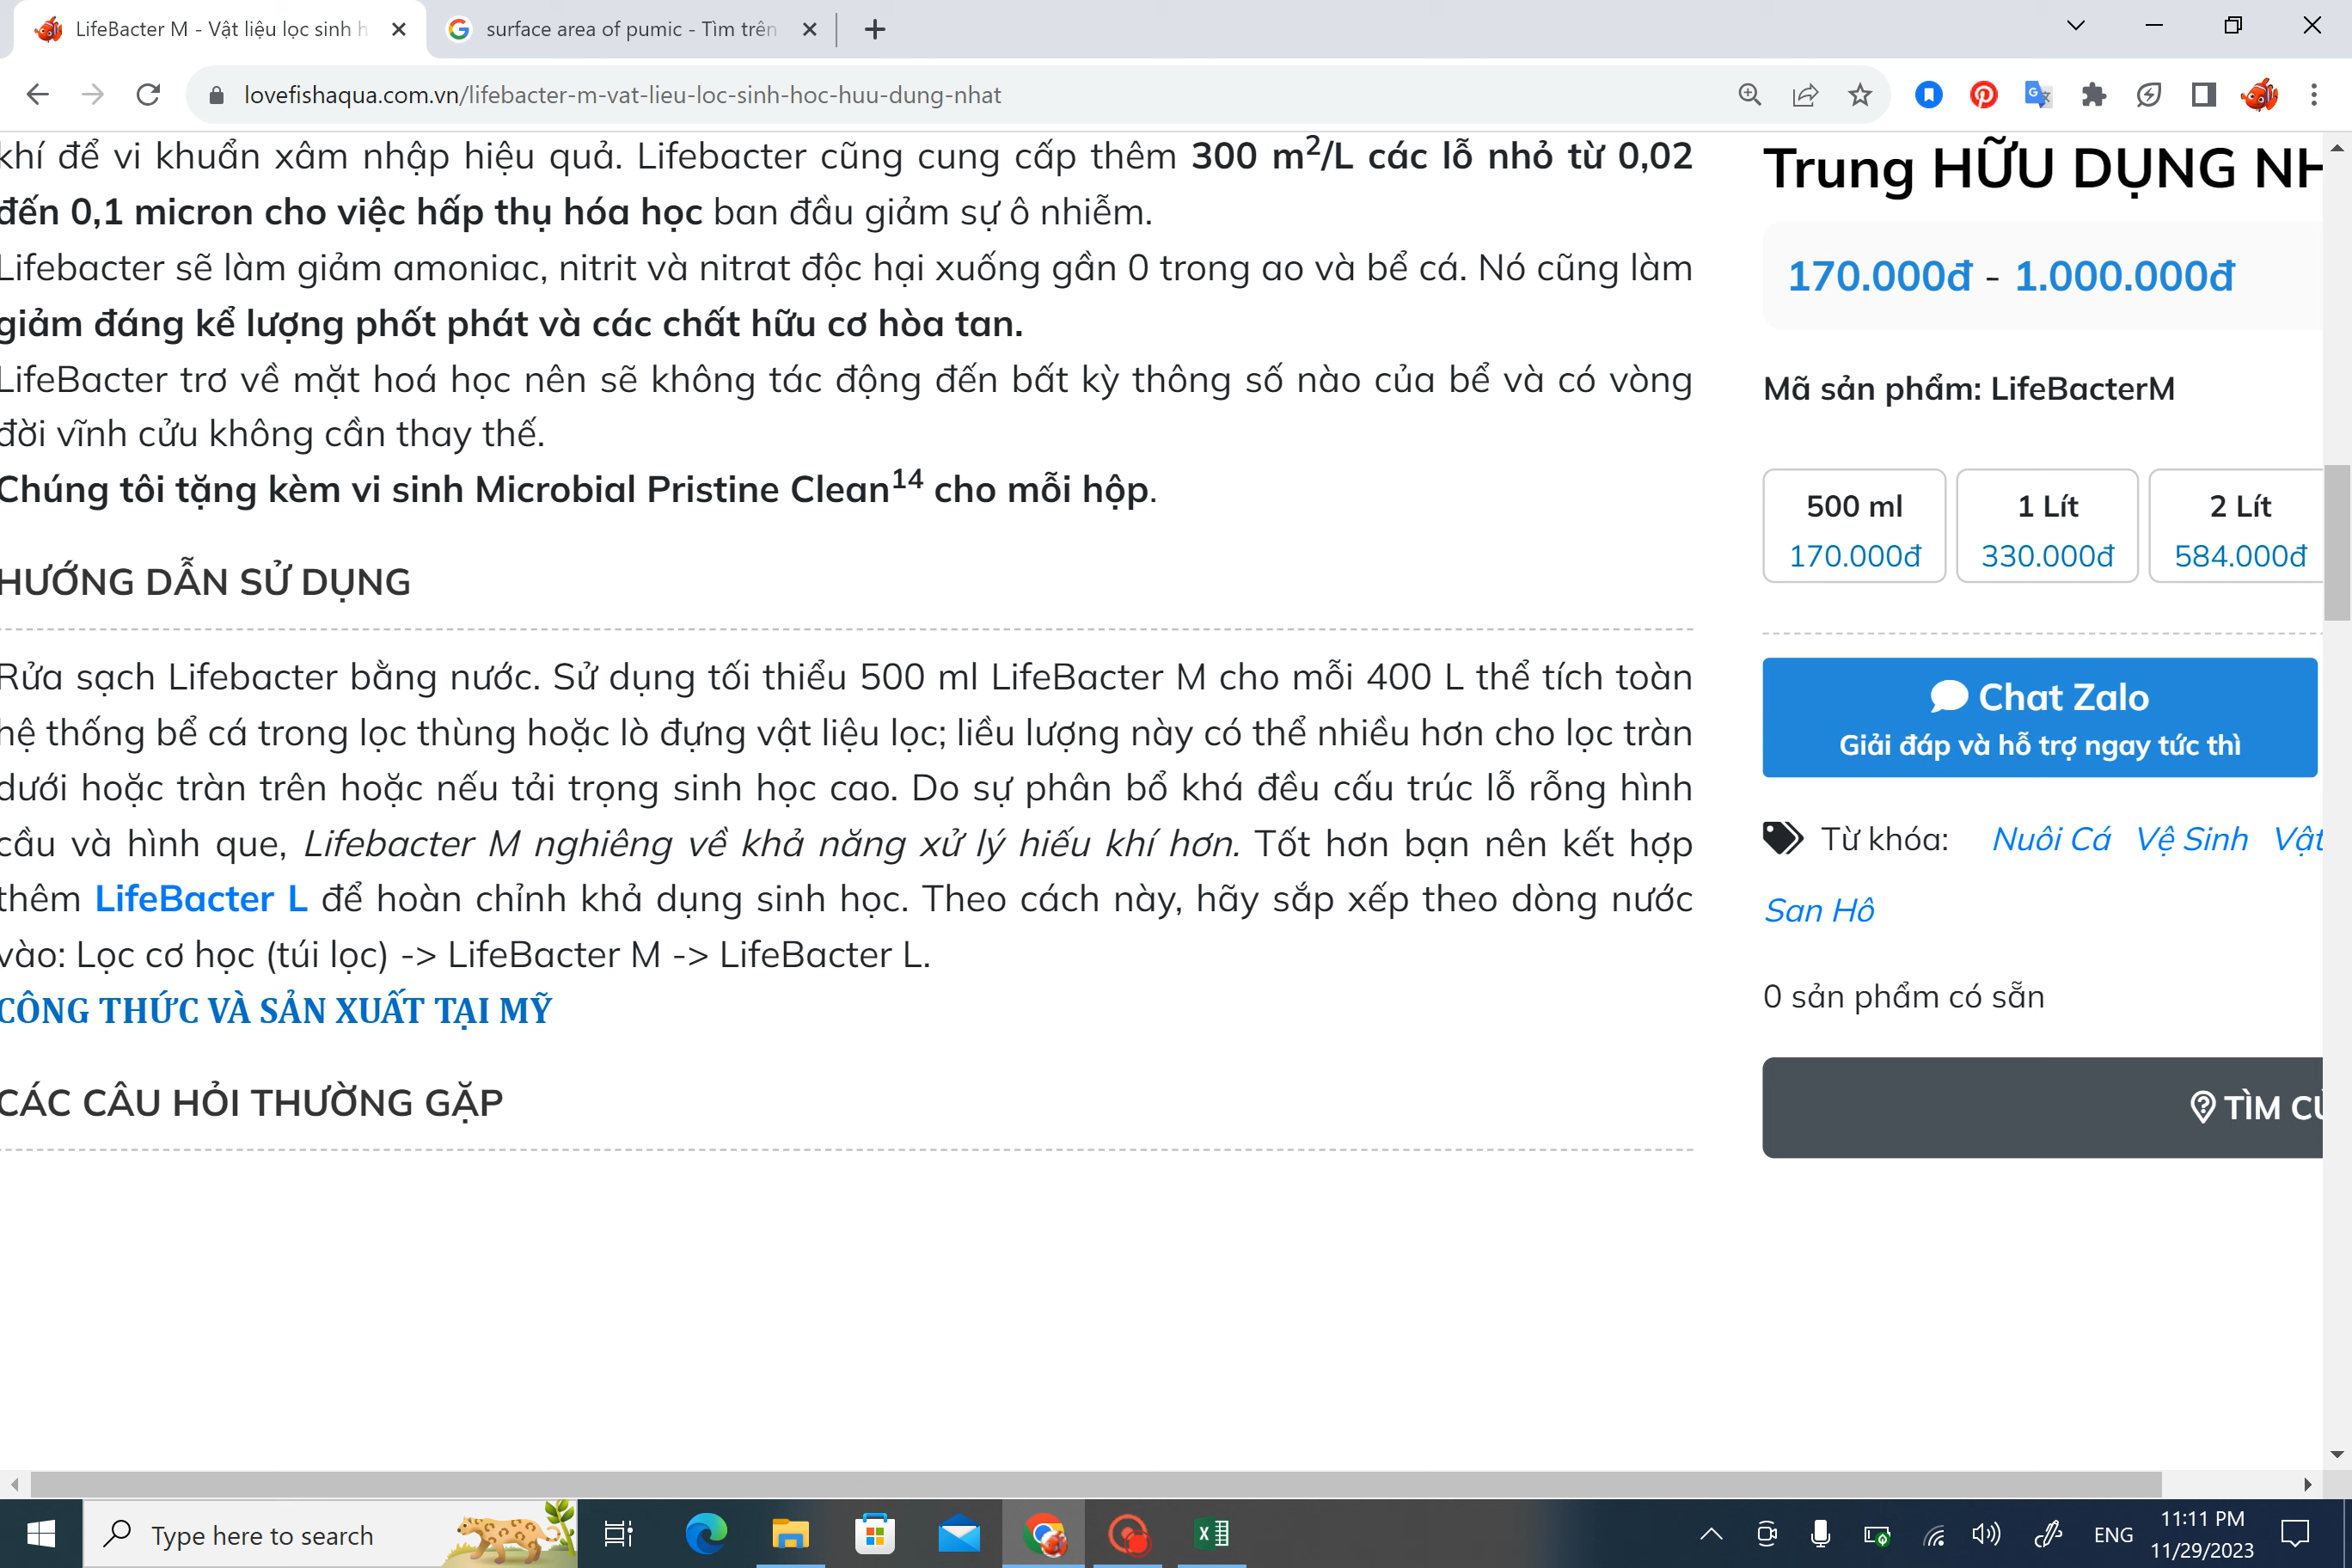 LifeBacter M - Vật liệu lọc sinh h
surface area of pumic - Tìm trên
lovefishaqua.com.vn/lifebacter-m-vat-lieu-loc-sinh-hoc-huu-dung-nhat
khí để vi khuẩn xâm nhập hiệu quả. Lifebacter cũng cung cấp thêm 300 m²/L các lỗ nhỏ từ 0,02
đến 0,1 micron cho việc hấp thụ hóa học ban đầu giảm sự ô nhiễm.
Lifebacter sẽ làm giảm amoniac, nitrit và nitrat độc hại xuống gần 0 trong ao và bể cá. Nó cũng làm
giảm đáng kể lượng phốt phát và các chất hữu cơ hòa tan.
LifeBacter trơ về mặt hoá học nên sẽ không tác động đến bất kỳ thông số nào của bể và có vòng
đời vĩnh cửu không cần thay thế.
Chúng tôi tặng kèm vi sinh Microbial Pristine Clean¹⁴ cho mỗi hộp.
HƯỚNG DẪN SỬ DỤNG
Rửa sạch Lifebacter bằng nước. Sử dụng tối thiểu 500 ml LifeBacter M cho mỗi 400 L thể tích toàn
hệ thống bể cá trong lọc thùng hoặc lò đựng vật liệu lọc; liều lượng này có thể nhiều hơn cho lọc tràn
dưới hoặc tràn trên hoặc nếu tải trọng sinh học cao. Do sự phân bổ khá đều cấu trúc lỗ rỗng hình
cầu và hình que, Lifebacter M nghiêng về khả năng xử lý hiếu khí hơn. Tốt hơn bạn nên kết hợp
thêm LifeBacter L để hoàn chỉnh khả dụng sinh học. Theo cách này, hãy sắp xếp theo dòng nước
vào: Lọc cơ học (túi lọc) -> LifeBacter M -> LifeBacter L.
CÔNG THỨC VÀ SẢN XUẤT TẠI MỸ
CÁC CÂU HỎI THƯỜNG GẶP
Trung HỮU DỤNG NH
170.000đ - 1.000.000đ
Mã sản phẩm: LifeBacterM
500 ml 1 Lít 2 Lít
170.000đ 330.000đ 584.000đ
Chat Zalo
Giải đáp và hỗ trợ ngay tức thì
Từ khóa: Nuôi Cá Vệ Sinh Vật
San Hô
0 sản phẩm có sẵn
TÌM CỬ
Type here to search
ENG
11:11 PM
11/29/2023